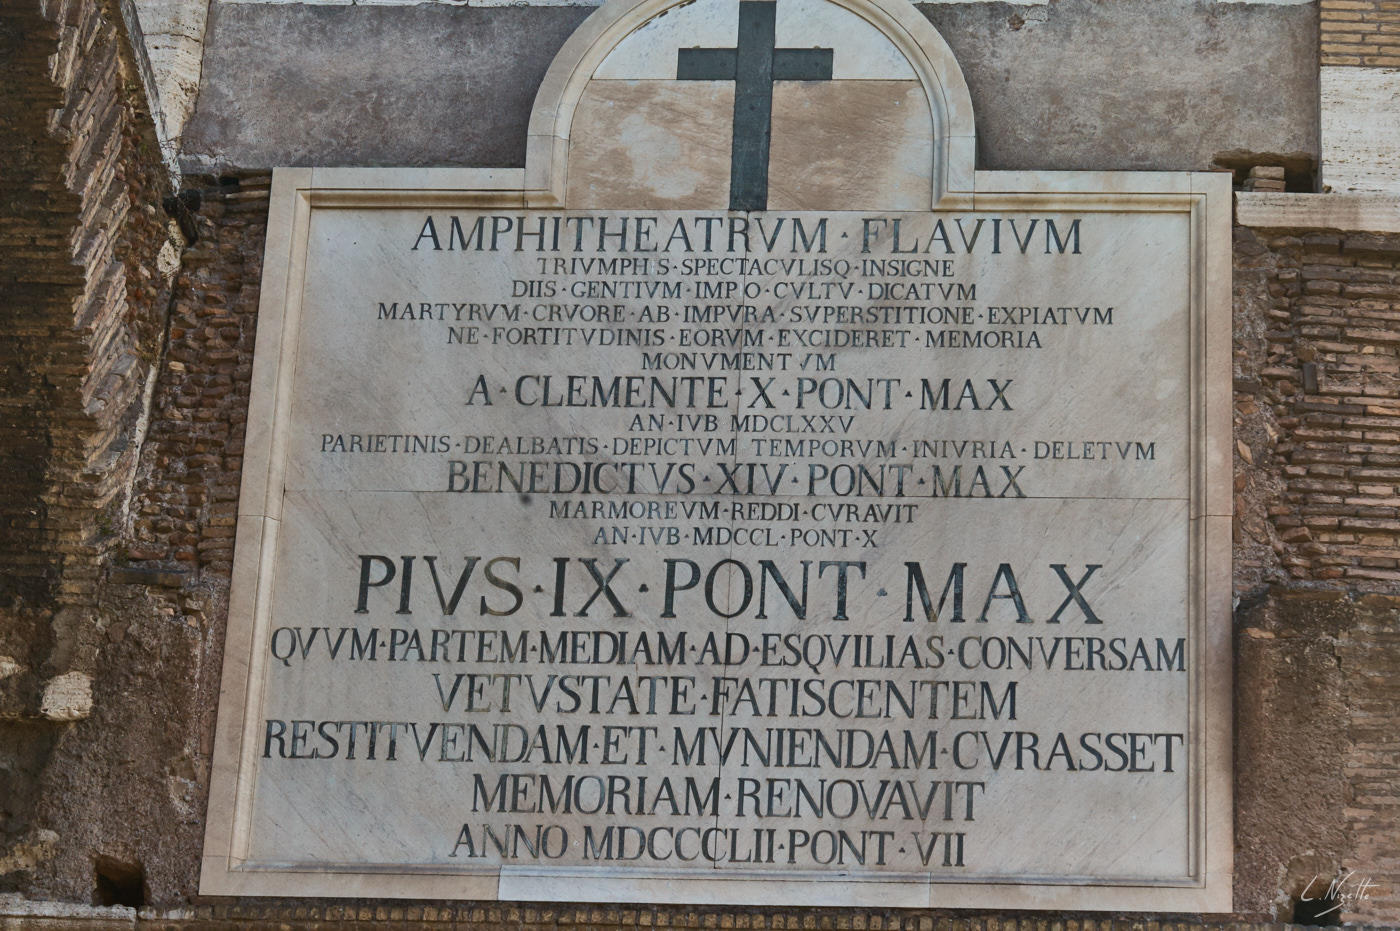 AMPHITHEATRVM · FLAVIVM
TRIVMPHIS · SPECTACVLISQ · INSIGNE
DIIS · GENTIVM · IMPIO · CVLTV · DICATVM
MARTYRVM · CRVORE · AB · IMPVRA · SVPERSTITIONE · EXPIATVM
NE · FORTITVDINIS · EORVM · EXCIDERET · MEMORIA
MONVMENTVM
A · CLEMENTE · X · PONT · MAX
AN · IVB MDCLXXV
PARIETINIS · DEALBATIS · DEPICTVM TEMPORVM · INIVRIA · DELETVM
BENEDICTVS · XIV · PONT · MAX
MARMOREVM · REDDI · CVRAVIT
AN · IVB · MDCCL · PONT · X
PIVS · IX · PONT · MAX
QVVM · PARTEM · MEDIAM · AD · ESQVILIAS · CONVERSAM
VETVSTATE · FATISCENTEM
RESTITVENDAM · ET · MVNIENDAM · CVRASSET
MEMORIAM · RENOVAVIT
ANNO MDCCCLII · PONT · VII
L. Nisetto